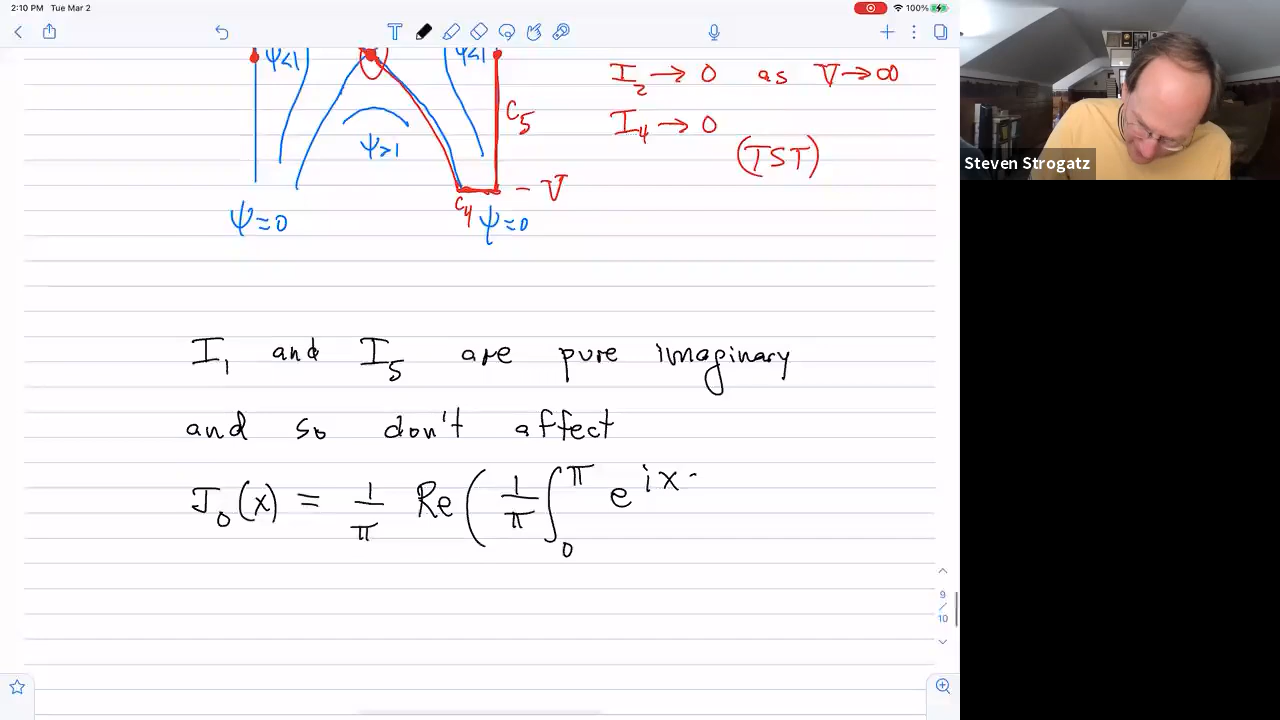 2:10 PM Tue Mar 2
100%
Ψ<1
Ψ<1
I₂ → 0 as V→∞
C₅
I₄ → 0
Ψ>1
(TST)
- V
C₄
Ψ=0
Ψ=0
Steven Strogatz
I₁ and I₅ are pure imaginary
and so don't affect
J₀(x) = 1/π Re( 1/π ∫₀^π e^{ix
9
/
10